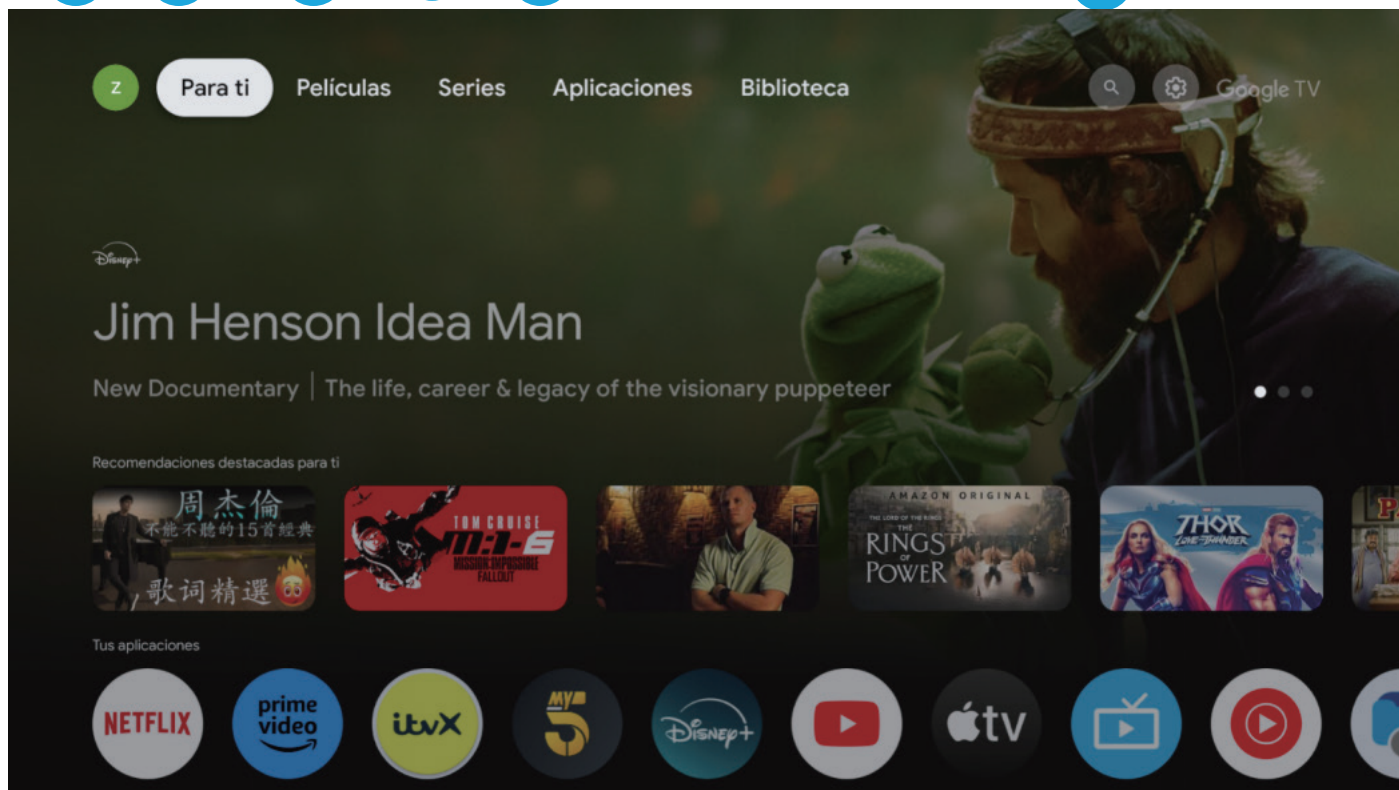 Z Para ti Películas Series Aplicaciones Biblioteca Google TV
Disney+
Jim Henson Idea Man
New Documentary | The life, career & legacy of the visionary puppeteer
Recomendaciones destacadas para ti
周杰倫
不能不聽的15首經典
歌词精選
TOM CRUISE
M:I-6
MISSION: IMPOSSIBLE
FALLOUT
AMAZON ORIGINAL
THE LORD OF THE RINGS
THE
RINGS
OF
POWER
THOR
LOVE AND THUNDER
Tus aplicaciones
NETFLIX
prime
video
itvX
MY
5
Disney+
tv